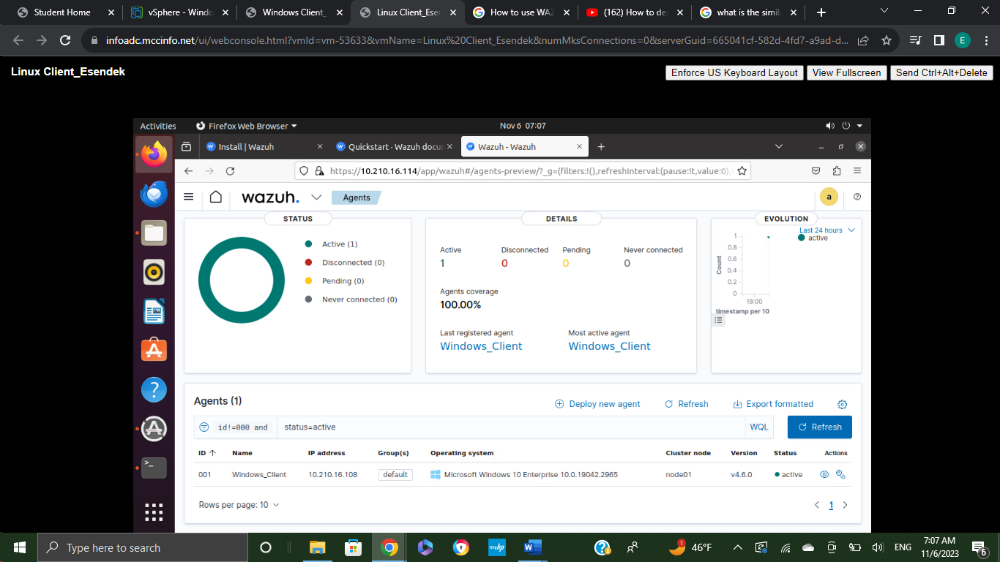 Student Home
vSphere - Windo
Windows Client_
Linux Client_Esen
How to use WAZ
(162) How to dep
what is the simila
infoadc.mccinfo.net/ui/webconsole.html?vmId=vm-53633&vmName=Linux%20Client_Esendek&numMksConnections=0&serverGuid=665041cf-582d-4fd7-a9ad-d...
E
Linux Client_Esendek
Enforce US Keyboard Layout
View Fullscreen
Send Ctrl+Alt+Delete
Activities
Firefox Web Browser
Nov 6 07:07
Install | Wazuh
Quickstart · Wazuh docum
Wazuh - Wazuh
https://10.210.16.114/app/wazuh#/agents-preview/?_g=(filters:!(),refreshInterval:(pause:!t,value:0),
wazuh.
Agents
a
STATUS
Active (1)
Disconnected (0)
Pending (0)
Never connected (0)
DETAILS
Active
Disconnected
Pending
Never connected
1
0
0
0
Agents coverage
100.00%
Last registered agent
Most active agent
Windows_Client
Windows_Client
EVOLUTION
Last 24 hours
active
1
0.8
0.6
0.4
0.2
0
Count
18:00
timestamp per 10
Agents (1)
Deploy new agent
Refresh
Export formatted
id!=000 and
status=active
WQL
Refresh
ID
Name
IP address
Group(s)
Operating system
Cluster node
Version
Status
Actions
001
Windows_Client
10.210.16.108
default
Microsoft Windows 10 Enterprise 10.0.19042.2965
node01
v4.6.0
active
Rows per page: 10
1
Type here to search
myhp
W
1
46°F
ENG
7:07 AM
11/6/2023
6